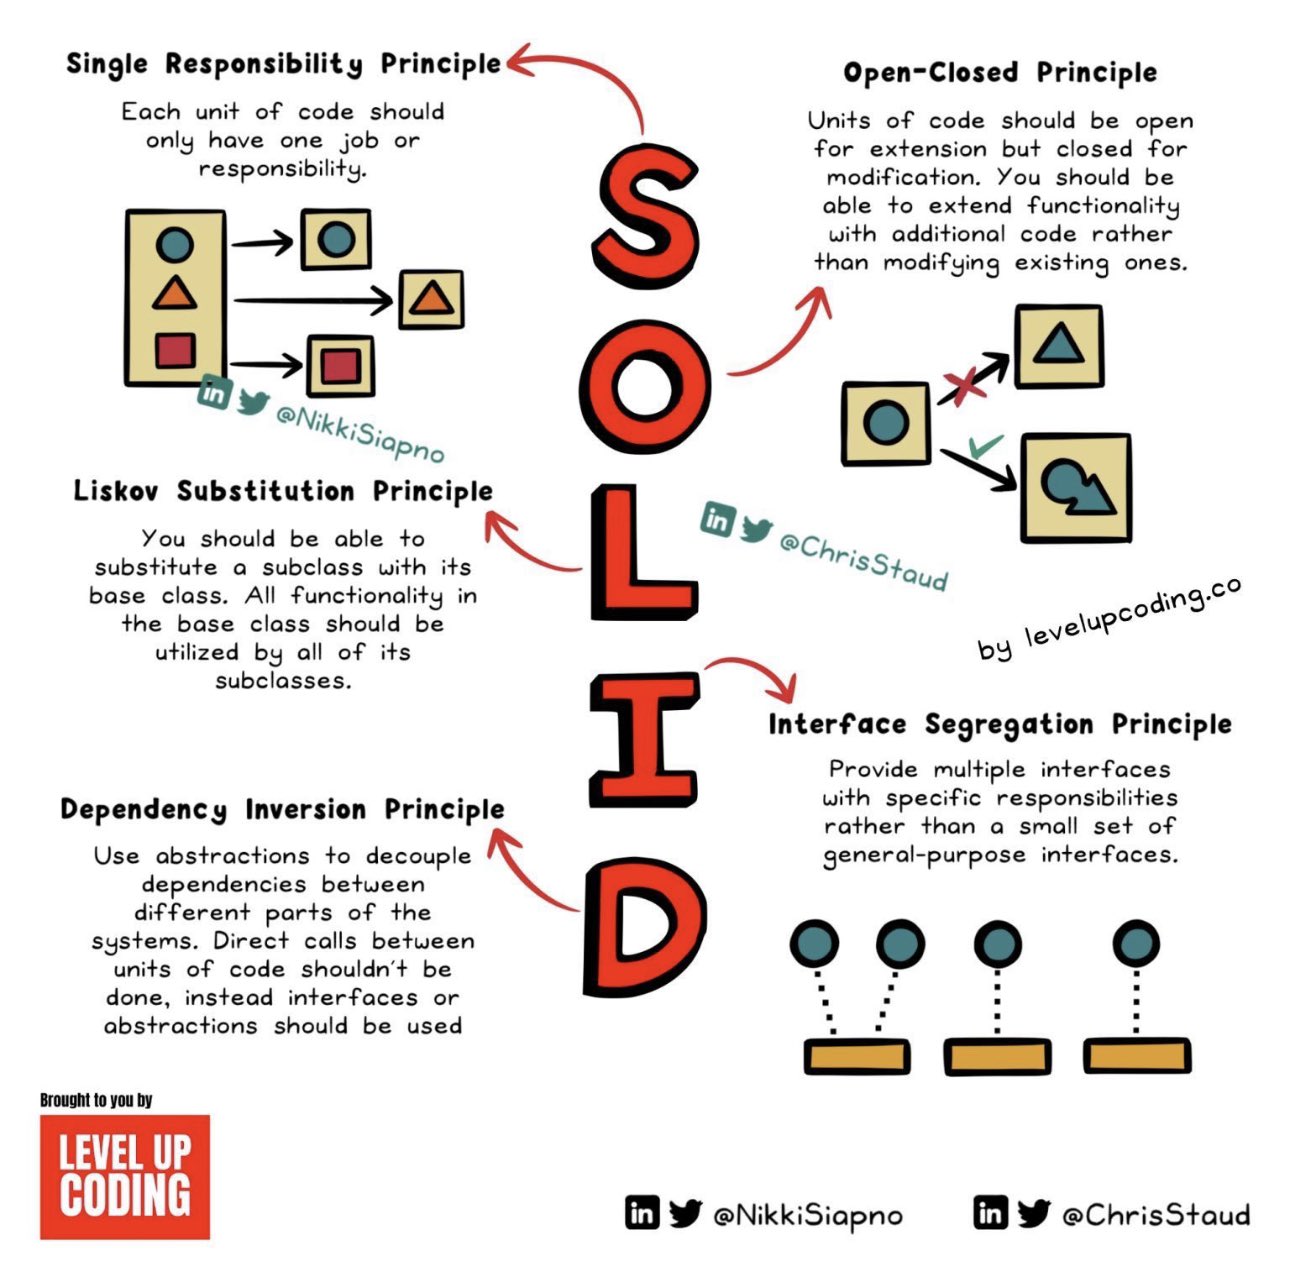 Single Responsibility Principle
Each unit of code should
only have one job or
responsibility.
in @NikkiSiapno
Open-Closed Principle
Units of code should be open
for extension but closed for
modification. You should be
able to extend functionality
with additional code rather
than modifying existing ones.
S
O
L
I
D
Liskov Substitution Principle
You should be able to
substitute a subclass with its
base class. All functionality in
the base class should be
utilized by all of its
subclasses.
in @ChrisStaud
by levelupcoding.co
Interface Segregation Principle
Provide multiple interfaces
with specific responsibilities
rather than a small set of
general-purpose interfaces.
Dependency Inversion Principle
Use abstractions to decouple
dependencies between
different parts of the
systems. Direct calls between
units of code shouldn't be
done, instead interfaces or
abstractions should be used
Brought to you by
LEVEL UP
CODING
in @NikkiSiapno
in @ChrisStaud